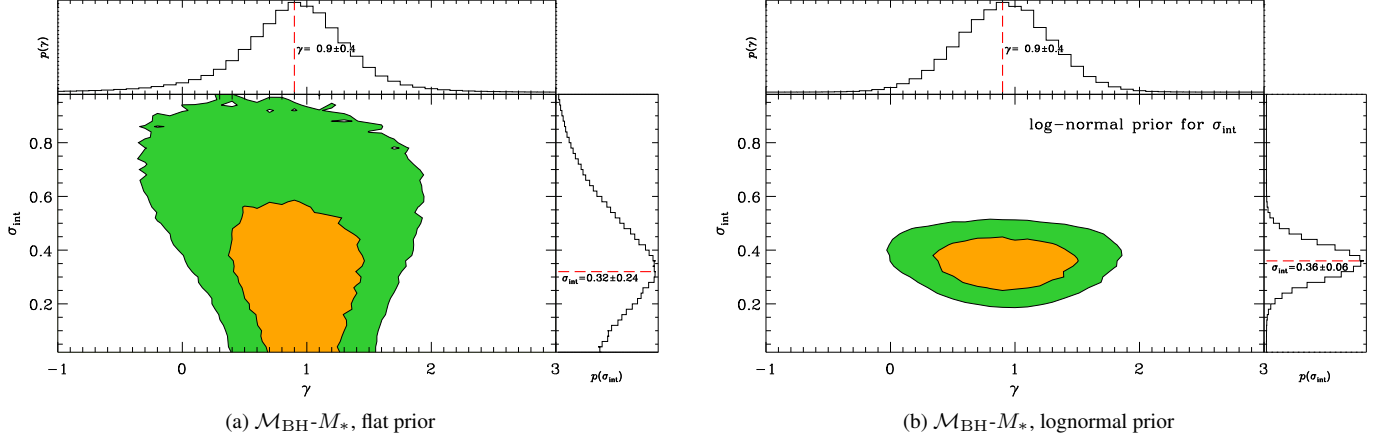 p(γ)
γ= 0.9±0.4
σint
0.8
0.6
0.4
0.2
σint=0.32±0.24
-1
0
1
2
3
γ
p(σint)
(a) MBH-M*, flat prior
p(γ)
γ= 0.9±0.4
log-normal prior for σint
σint
0.8
0.6
0.4
0.2
σint=0.36±0.06
-1
0
1
2
3
γ
p(σint)
(b) MBH-M*, lognormal prior